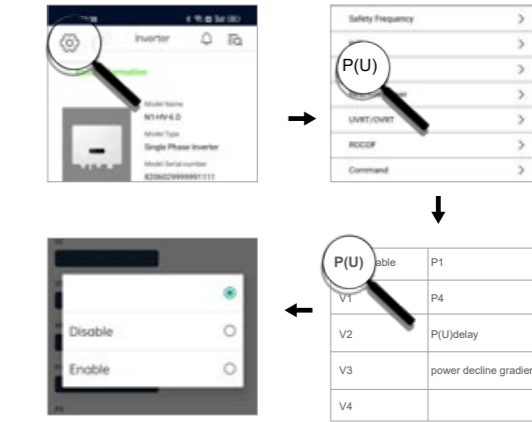 Inverter
Model Name
N1-HV-6.0
Model Type
Single Phase Inverter
Model Serial number
Safety Frequency
P(U)
UVRT/OVRT
ROCOF
Command
P(U) able P1
V1 P4
V2 P(U)delay
V3 power decline gradien
V4
Disable
Enable